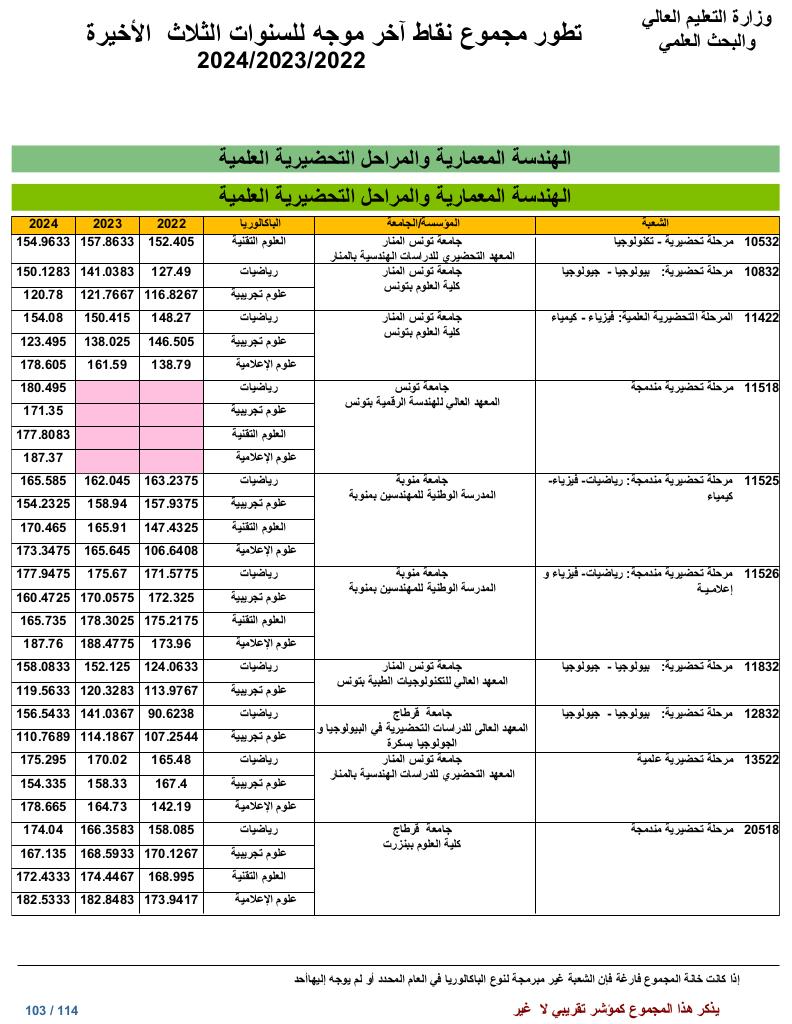 وزارة التعليم العالي
والبحث العلمي
تطور مجموع نقاط آخر موجه للسنوات الثلاث الأخيرة
2024/2023/2022
الهندسة المعمارية والمراحل التحضيرية العلمية
الهندسة المعمارية والمراحل التحضيرية العلمية
الشعبة المؤسسة/الجامعة الباكالوريا 2022 2023 2024
10532 مرحلة تحضيرية - تكنولوجيا جامعة تونس المنار العلوم التقنية 152.405 157.8633 154.9633
المعهد التحضيري للدراسات الهندسية بالمنار
10832 مرحلة تحضيرية: بيولوجيا - جيولوجيا جامعة تونس المنار رياضيات 127.49 141.0383 150.1283
كلية العلوم بتونس
علوم تجريبية 116.8267 121.7667 120.78
11422 المرحلة التحضيرية العلمية: فيزياء - كيمياء جامعة تونس المنار رياضيات 148.27 150.415 154.08
كلية العلوم بتونس
علوم تجريبية 146.505 138.025 123.495
علوم الإعلامية 138.79 161.59 178.605
11518 مرحلة تحضيرية مندمجة جامعة تونس رياضيات 180.495
المعهد العالي للهندسة الرقمية بتونس
علوم تجريبية 171.35
العلوم التقنية 177.8083
علوم الإعلامية 187.37
11525 مرحلة تحضيرية مندمجة: رياضيات- فيزياء- جامعة منوبة رياضيات 163.2375 162.045 165.585
كيمياء المدرسة الوطنية للمهندسين بمنوبة
علوم تجريبية 157.9375 158.94 154.2325
العلوم التقنية 147.4325 165.91 170.465
علوم الإعلامية 106.6408 165.645 173.3475
11526 مرحلة تحضيرية مندمجة: رياضيات- فيزياء و جامعة منوبة رياضيات 171.5775 175.67 177.9475
إعلامـيـة المدرسة الوطنية للمهندسين بمنوبة
علوم تجريبية 172.325 170.0575 160.4725
العلوم التقنية 175.2175 178.3025 165.735
علوم الإعلامية 173.96 188.4775 187.76
11832 مرحلة تحضيرية: بيولوجيا - جيولوجيا جامعة تونس المنار رياضيات 124.0633 152.125 158.0833
المعهد العالي للتكنولوجيات الطبية بتونس
علوم تجريبية 113.9767 120.3283 119.5633
12832 مرحلة تحضيرية: بيولوجيا - جيولوجيا جامعة قرطاج رياضيات 90.6238 141.0367 156.5433
المعهد العالى للدراسات التحضيرية في البيولوجيا و
علوم تجريبية 107.2544 114.1867 110.7689
الجولوجيا بسكرة
13522 مرحلة تحضيرية علمية جامعة تونس المنار رياضيات 165.48 170.02 175.295
المعهد التحضيري للدراسات الهندسية بالمنار
علوم تجريبية 167.4 158.33 154.335
علوم الإعلامية 142.19 164.73 178.665
20518 مرحلة تحضيرية مندمجة جامعة قرطاج رياضيات 158.085 166.3583 174.04
كلية العلوم ببنزرت
علوم تجريبية 170.1267 168.5933 167.135
العلوم التقنية 168.995 174.4467 172.4333
علوم الإعلامية 173.9417 182.8483 182.5333
إذا كانت خانة المجموع فارغة فإن الشعبة غير مبرمجة لنوع الباكالوريا في العام المحدد أو لم يوجه إليهاأحد
يذكر هذا المجموع كمؤشر تقريبي لا غير
103 / 114